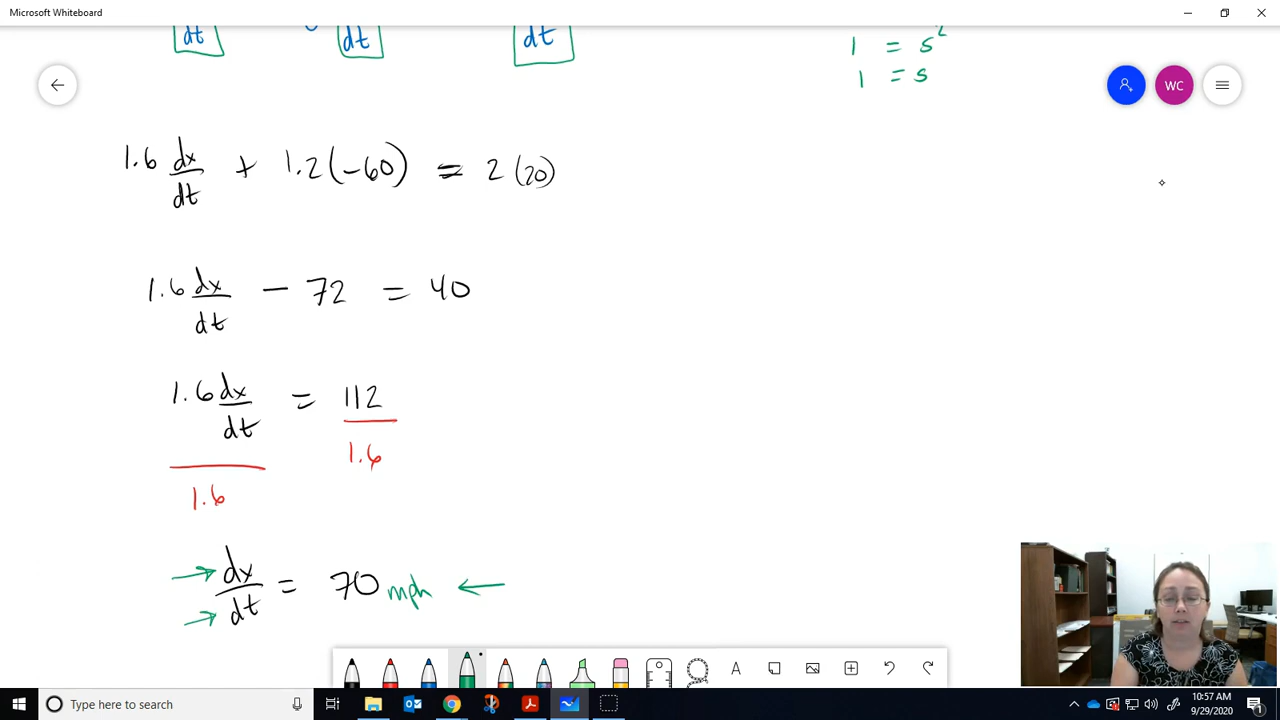 Microsoft Whiteboard
dt dt dt
1 = s²
1 = s
WC
1.6 dx/dt + 1.2(-60) = 2(20)
1.6 dx/dt - 72 = 40
1.6 dx/dt = 112
1.6 1.6
→ dx/dt = 70 mph ←
→
A
Type here to search
10:57 AM
9/29/2020
1